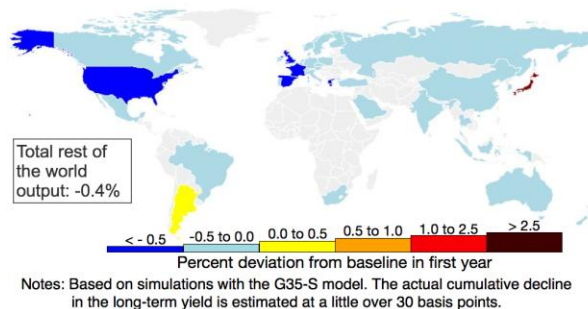 Total rest of
the world
output: -0.4%
< - 0.5 -0.5 to 0.0 0.0 to 0.5 0.5 to 1.0 1.0 to 2.5 > 2.5
Percent deviation from baseline in first year
Notes: Based on simulations with the G35-S model. The actual cumulative decline
in the long-term yield is estimated at a little over 30 basis points.